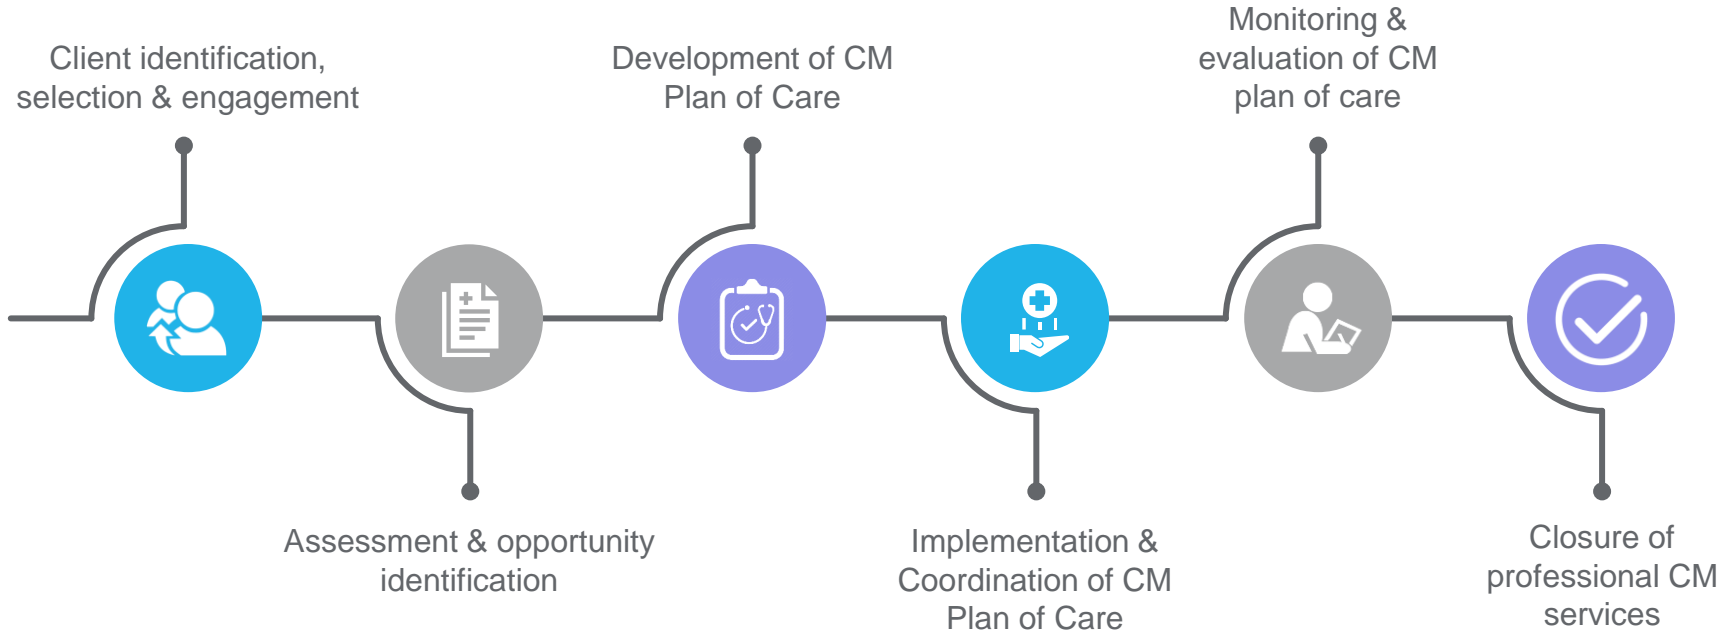 Client identification,
selection & engagement
Assessment & opportunity
identification
Development of CM
Plan of Care
Implementation &
Coordination of CM
Plan of Care
Monitoring &
evaluation of CM
plan of care
Closure of
professional CM
services